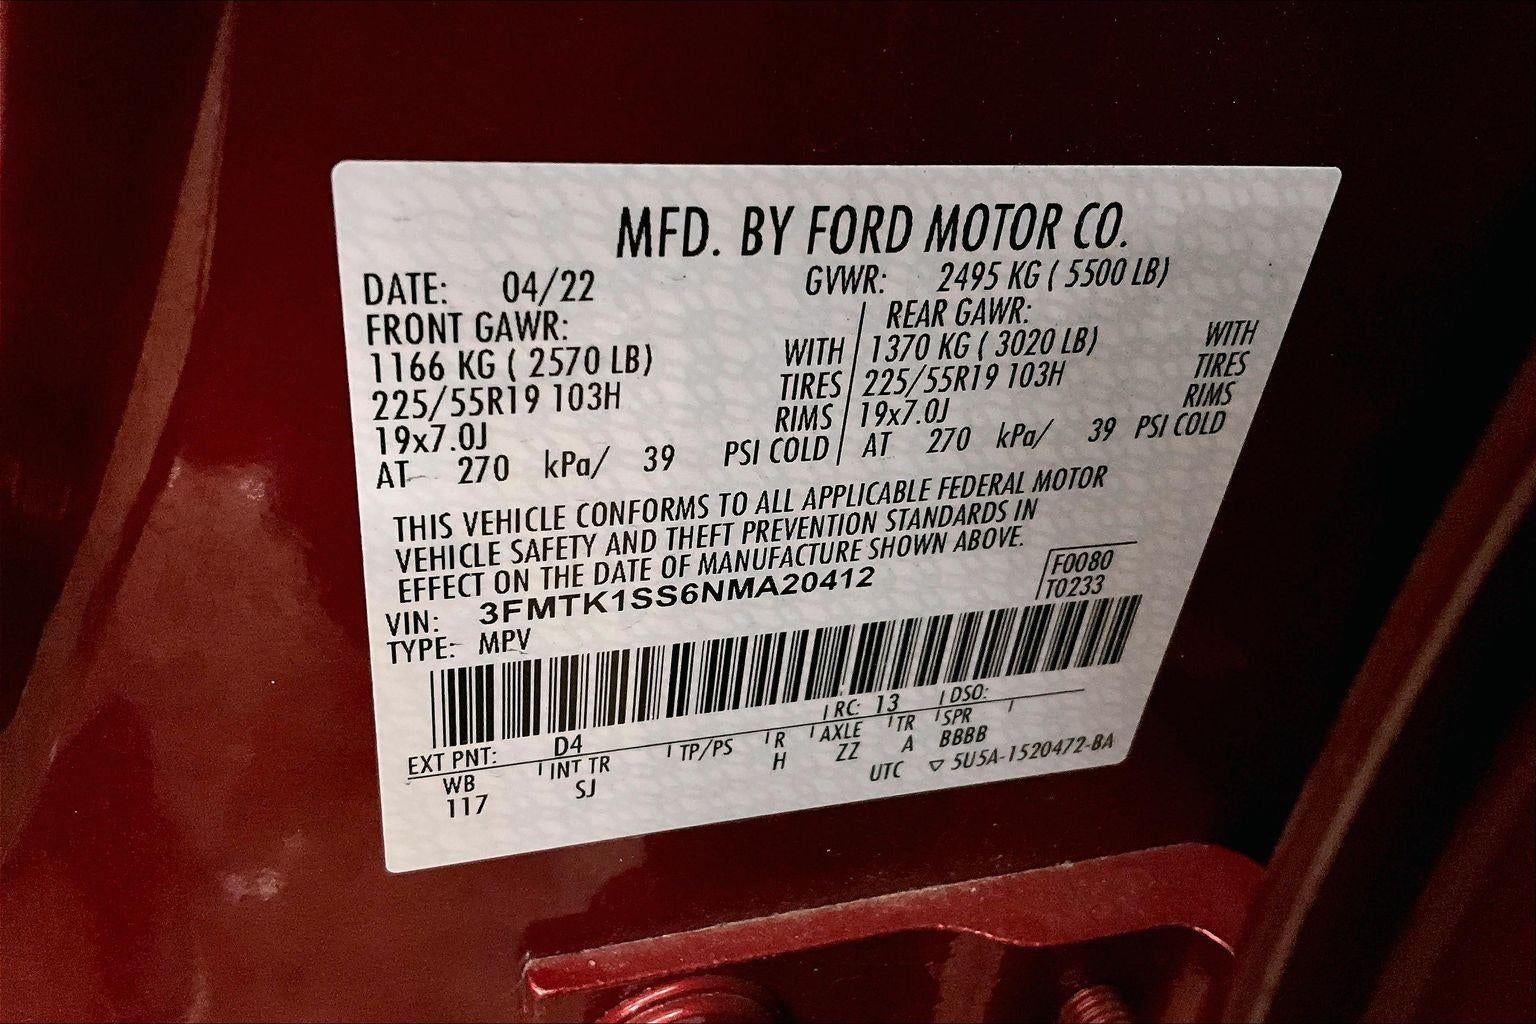 MFD. BY FORD MOTOR CO.
DATE: 04/22 GVWR: 2495 KG ( 5500 LB)
FRONT GAWR: REAR GAWR:
1166 KG ( 2570 LB) WITH 1370 KG ( 3020 LB) WITH
225/55R19 103H TIRES 225/55R19 103H TIRES
19x7.0J RIMS 19x7.0J RIMS
AT 270 kPa/ 39 PSI COLD AT 270 kPa/ 39 PSI COLD
THIS VEHICLE CONFORMS TO ALL APPLICABLE FEDERAL MOTOR
VEHICLE SAFETY AND THEFT PREVENTION STANDARDS IN
EFFECT ON THE DATE OF MANUFACTURE SHOWN ABOVE.
VIN: 3FMTK1SS6NMA20412 F0080
TYPE: MPV T0233
EXT PNT: D4 RC: 13 DSO:
WB INT TR TP/PS R AXLE TR SPR
117 SJ H ZZ A BBBB
UTC ▽ 5U5A-1520472-BA